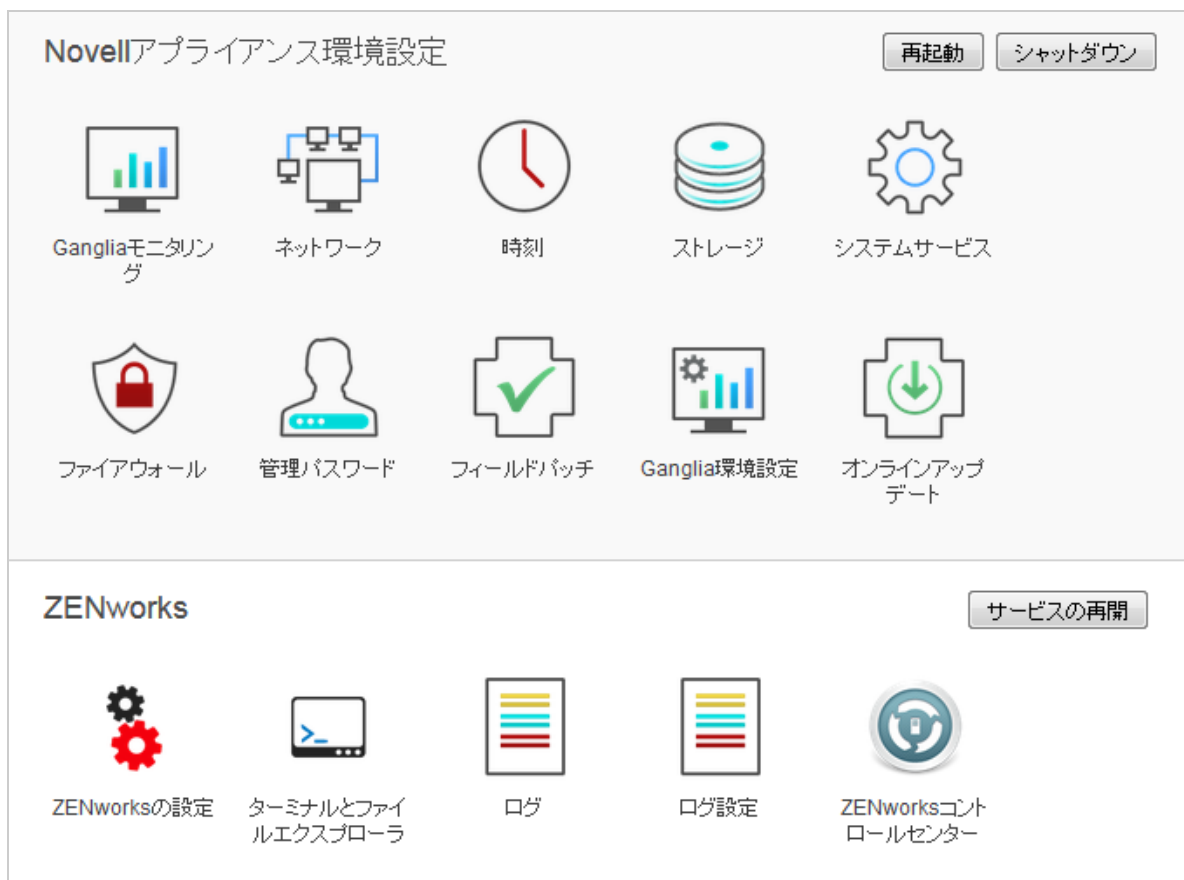 Novellアプライアンス環境設定
再起動
シャットダウン
Gangliaモニタリン
グ
ネットワーク
時刻
ストレージ
システムサービス
ファイアウォール
管理パスワード
フィールドパッチ
Ganglia環境設定
オンラインアップ
デート
ZENworks
サービスの再開
ZENworksの設定
ターミナルとファイ
ルエクスプローラ
ログ
ログ設定
ZENworksコント
ロールセンター